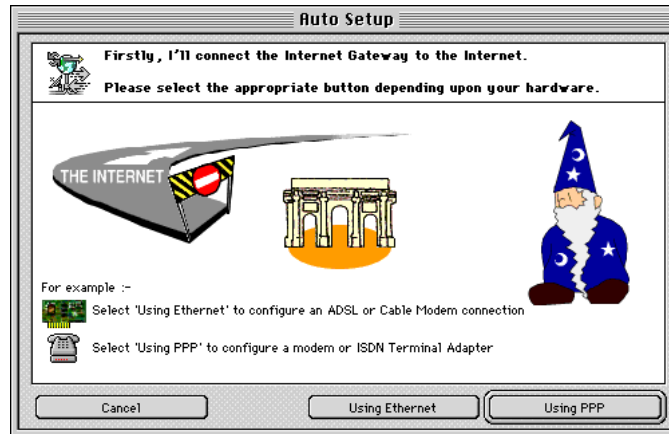 Auto Setup
Firstly, I'll connect the Internet Gateway to the Internet.
Please select the appropriate button depending upon your hardware.
THE INTERNET
For example :-
Select 'Using Ethernet' to configure an ADSL or Cable Modem connection
Select 'Using PPP' to configure a modem or ISDN Terminal Adapter
Cancel
Using Ethernet
Using PPP